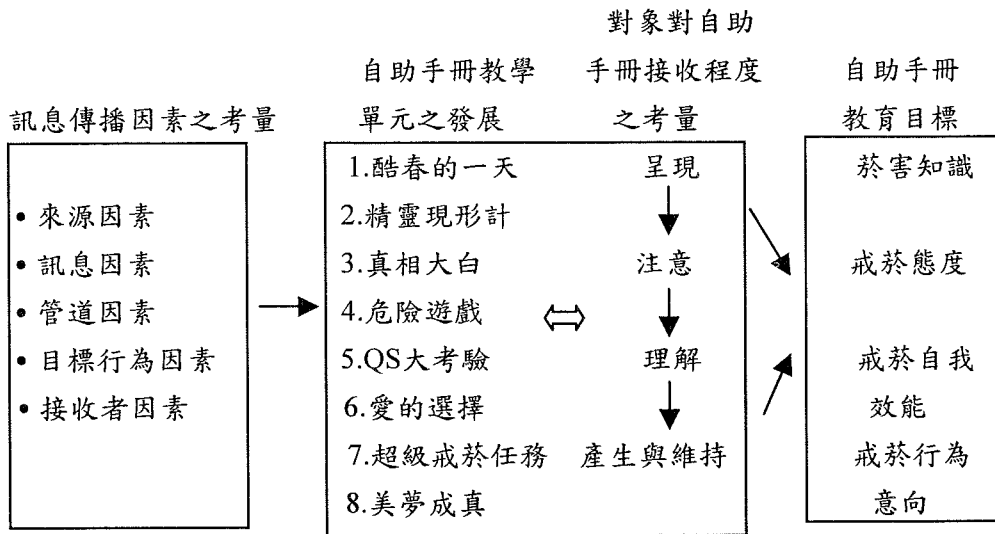 訊息傳播因素之考量
• 來源因素
• 訊息因素
• 管道因素
• 目標行為因素
• 接收者因素
自助手冊教學
單元之發展
1.酷春的一天
2.精靈現形計
3.真相大白
4.危險遊戲
5.QS大考驗
6.愛的選擇
7.超級戒菸任務
8.美夢成真
對象對自助
手冊接收程度
之考量
呈現
注意
理解
產生與維持
自助手冊
教育目標
菸害知識
戒菸態度
戒菸自我
效能
戒菸行為
意向